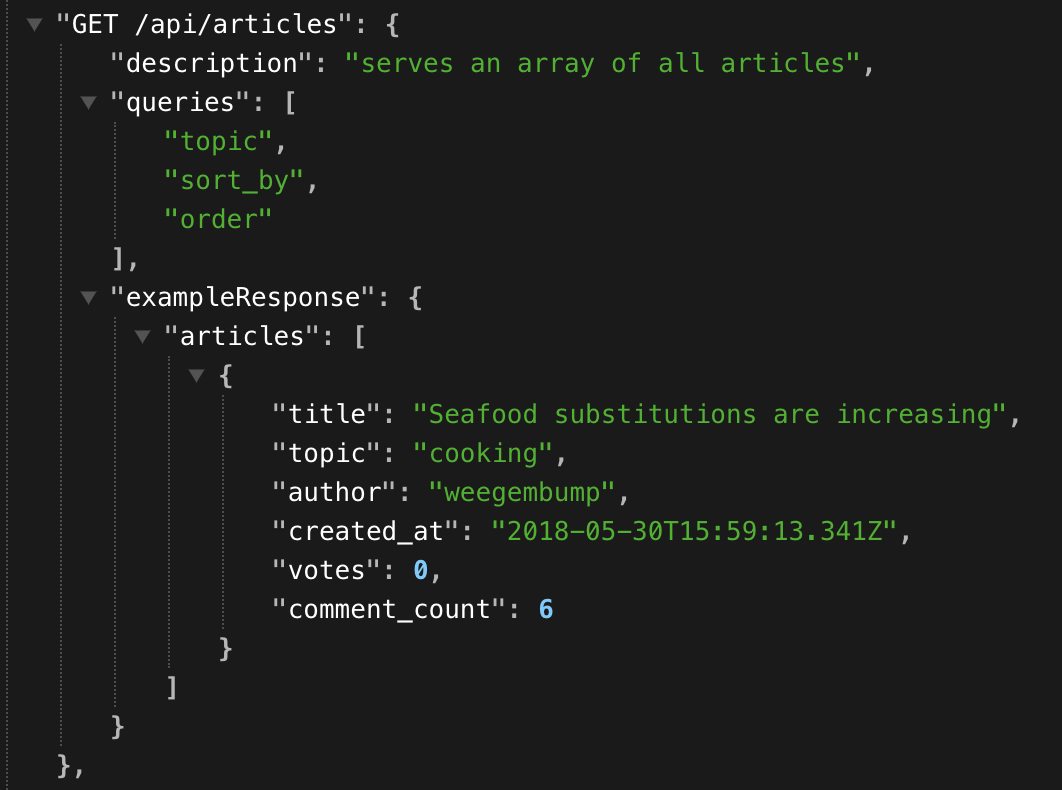 "GET /api/articles": {
"description": "serves an array of all articles",
"queries": [
"topic",
"sort_by",
"order"
],
"exampleResponse": {
"articles": [
{
"title": "Seafood substitutions are increasing",
"topic": "cooking",
"author": "weegembump",
"created_at": "2018-05-30T15:59:13.341Z",
"votes": 0,
"comment_count": 6
}
]
}
},